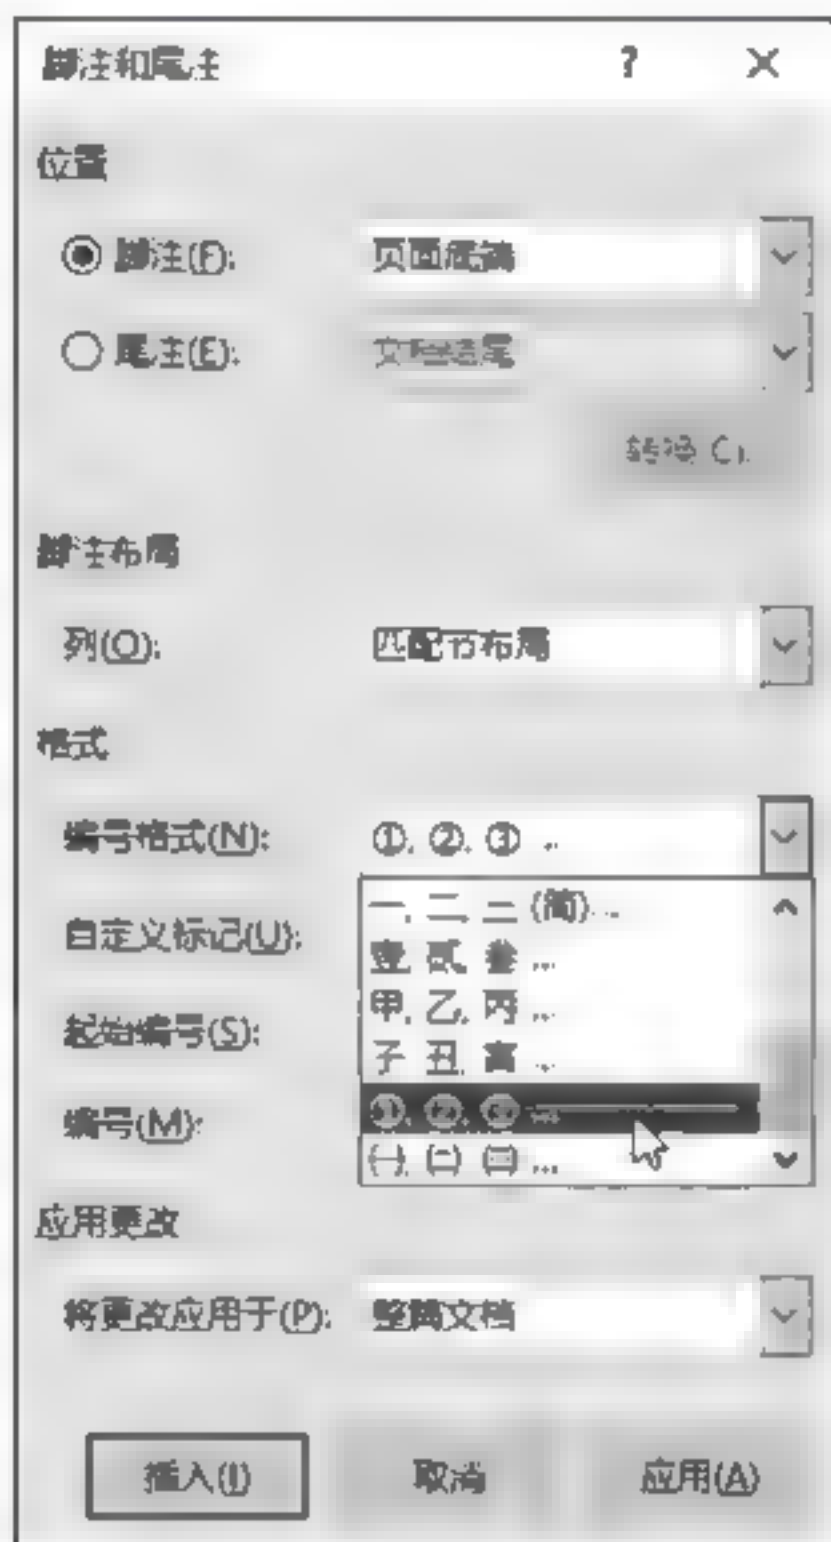 脚注和尾注 ? ×
位置
脚注(F): 页面底端
尾注(E): 文档结尾
转换(C)...
脚注布局
列(O): 匹配节布局
格式
编号格式(N): ①, ②, ③ ...
一, 二, 三 (简)...
自定义标记(U):
壹, 贰, 叁 ...
甲, 乙, 丙 ...
起始编号(S):
子, 丑, 寅 ...
①, ②, ③ ...
编号(M):
㈠, ㈡, ㈢ ...
应用更改
将更改应用于(P): 整篇文档
插入(I) 取消 应用(A)